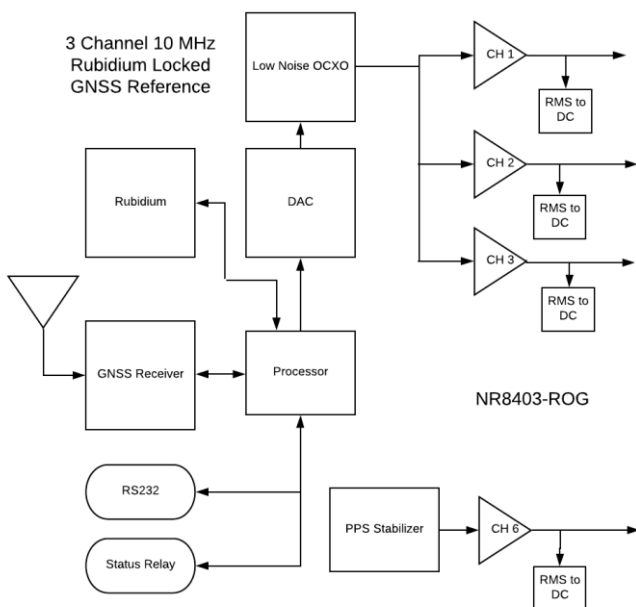 3 Channel 10 MHz
Rubidium Locked
GNSS Reference
Low Noise OCXO
CH 1
RMS to
DC
Rubidium
DAC
CH 2
RMS to
DC
CH 3
RMS to
DC
GNSS Receiver
Processor
NR8403-ROG
RS232
Status Relay
PPS Stabilizer
CH 6
RMS to
DC